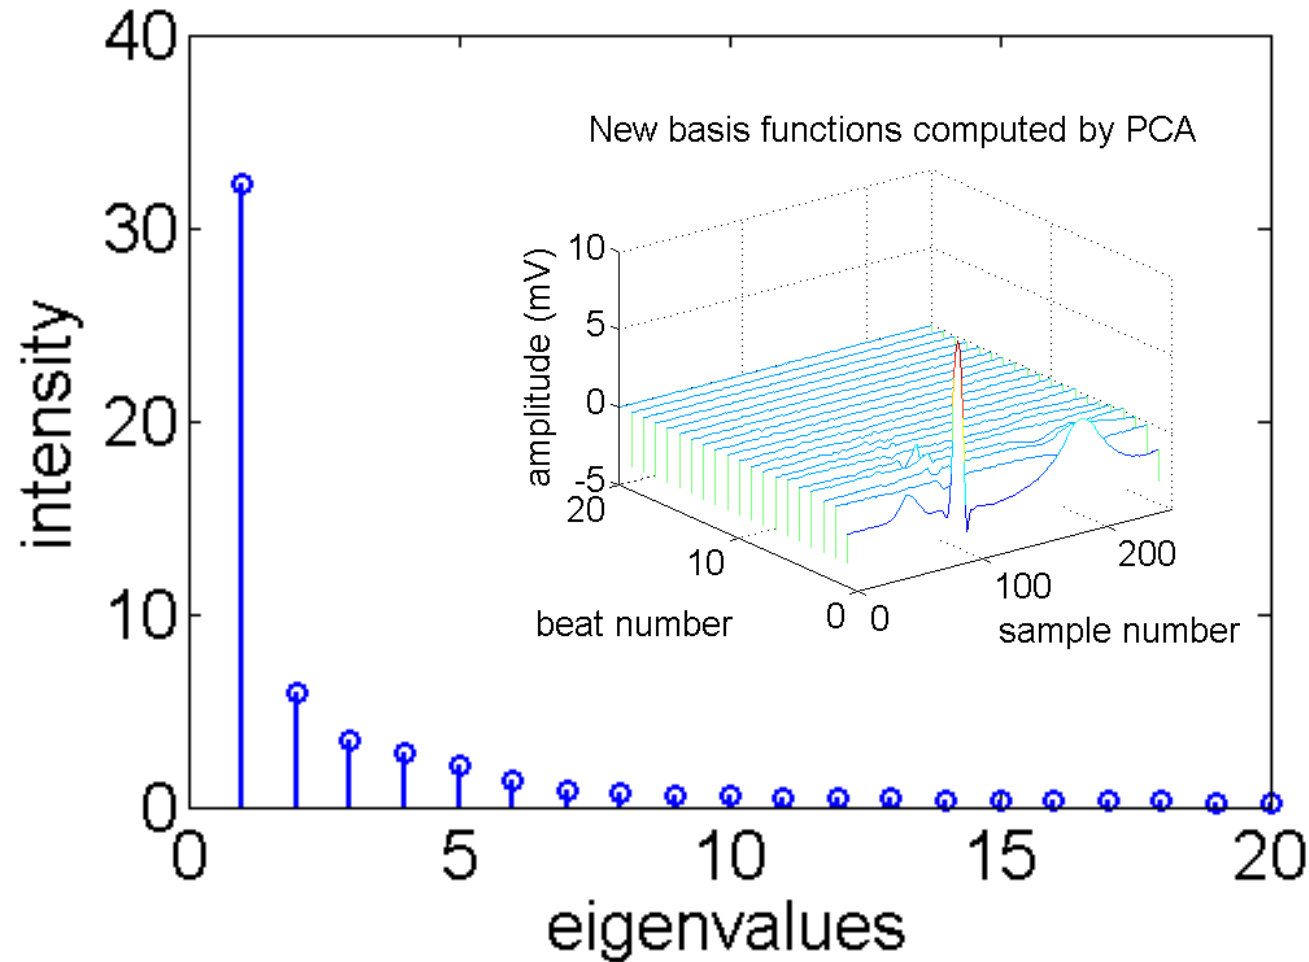 40
30
20
10
0
intensity
0 5 10 15 20
eigenvalues
New basis functions computed by PCA
10
5
0
-5
amplitude (mV)
20
10
0
beat number
0
100
200
sample number